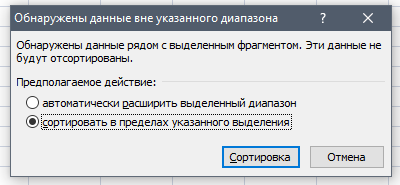 Обнаружены данные вне указанного диапазона
Обнаружены данные рядом с выделенным фрагментом. Эти данные не
будут отсортированы.
Предполагаемое действие:
автоматически расширить выделенный диапазон
сортировать в пределах указанного выделения
Сортировка Отмена